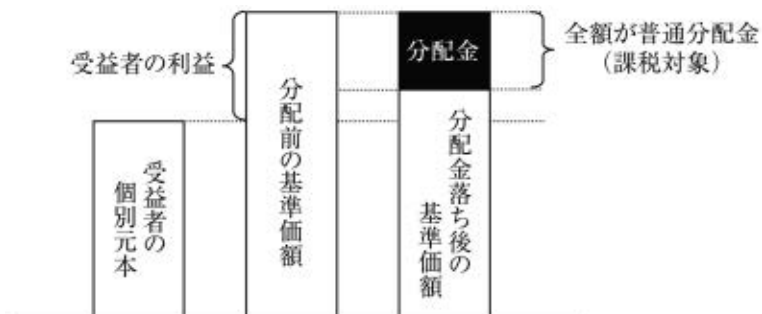 受益者の利益
分配金
全額が普通分配金
（課税対象）
受益者の
個別元本
分配前の基準価額
分配金落ち後の
基準価額